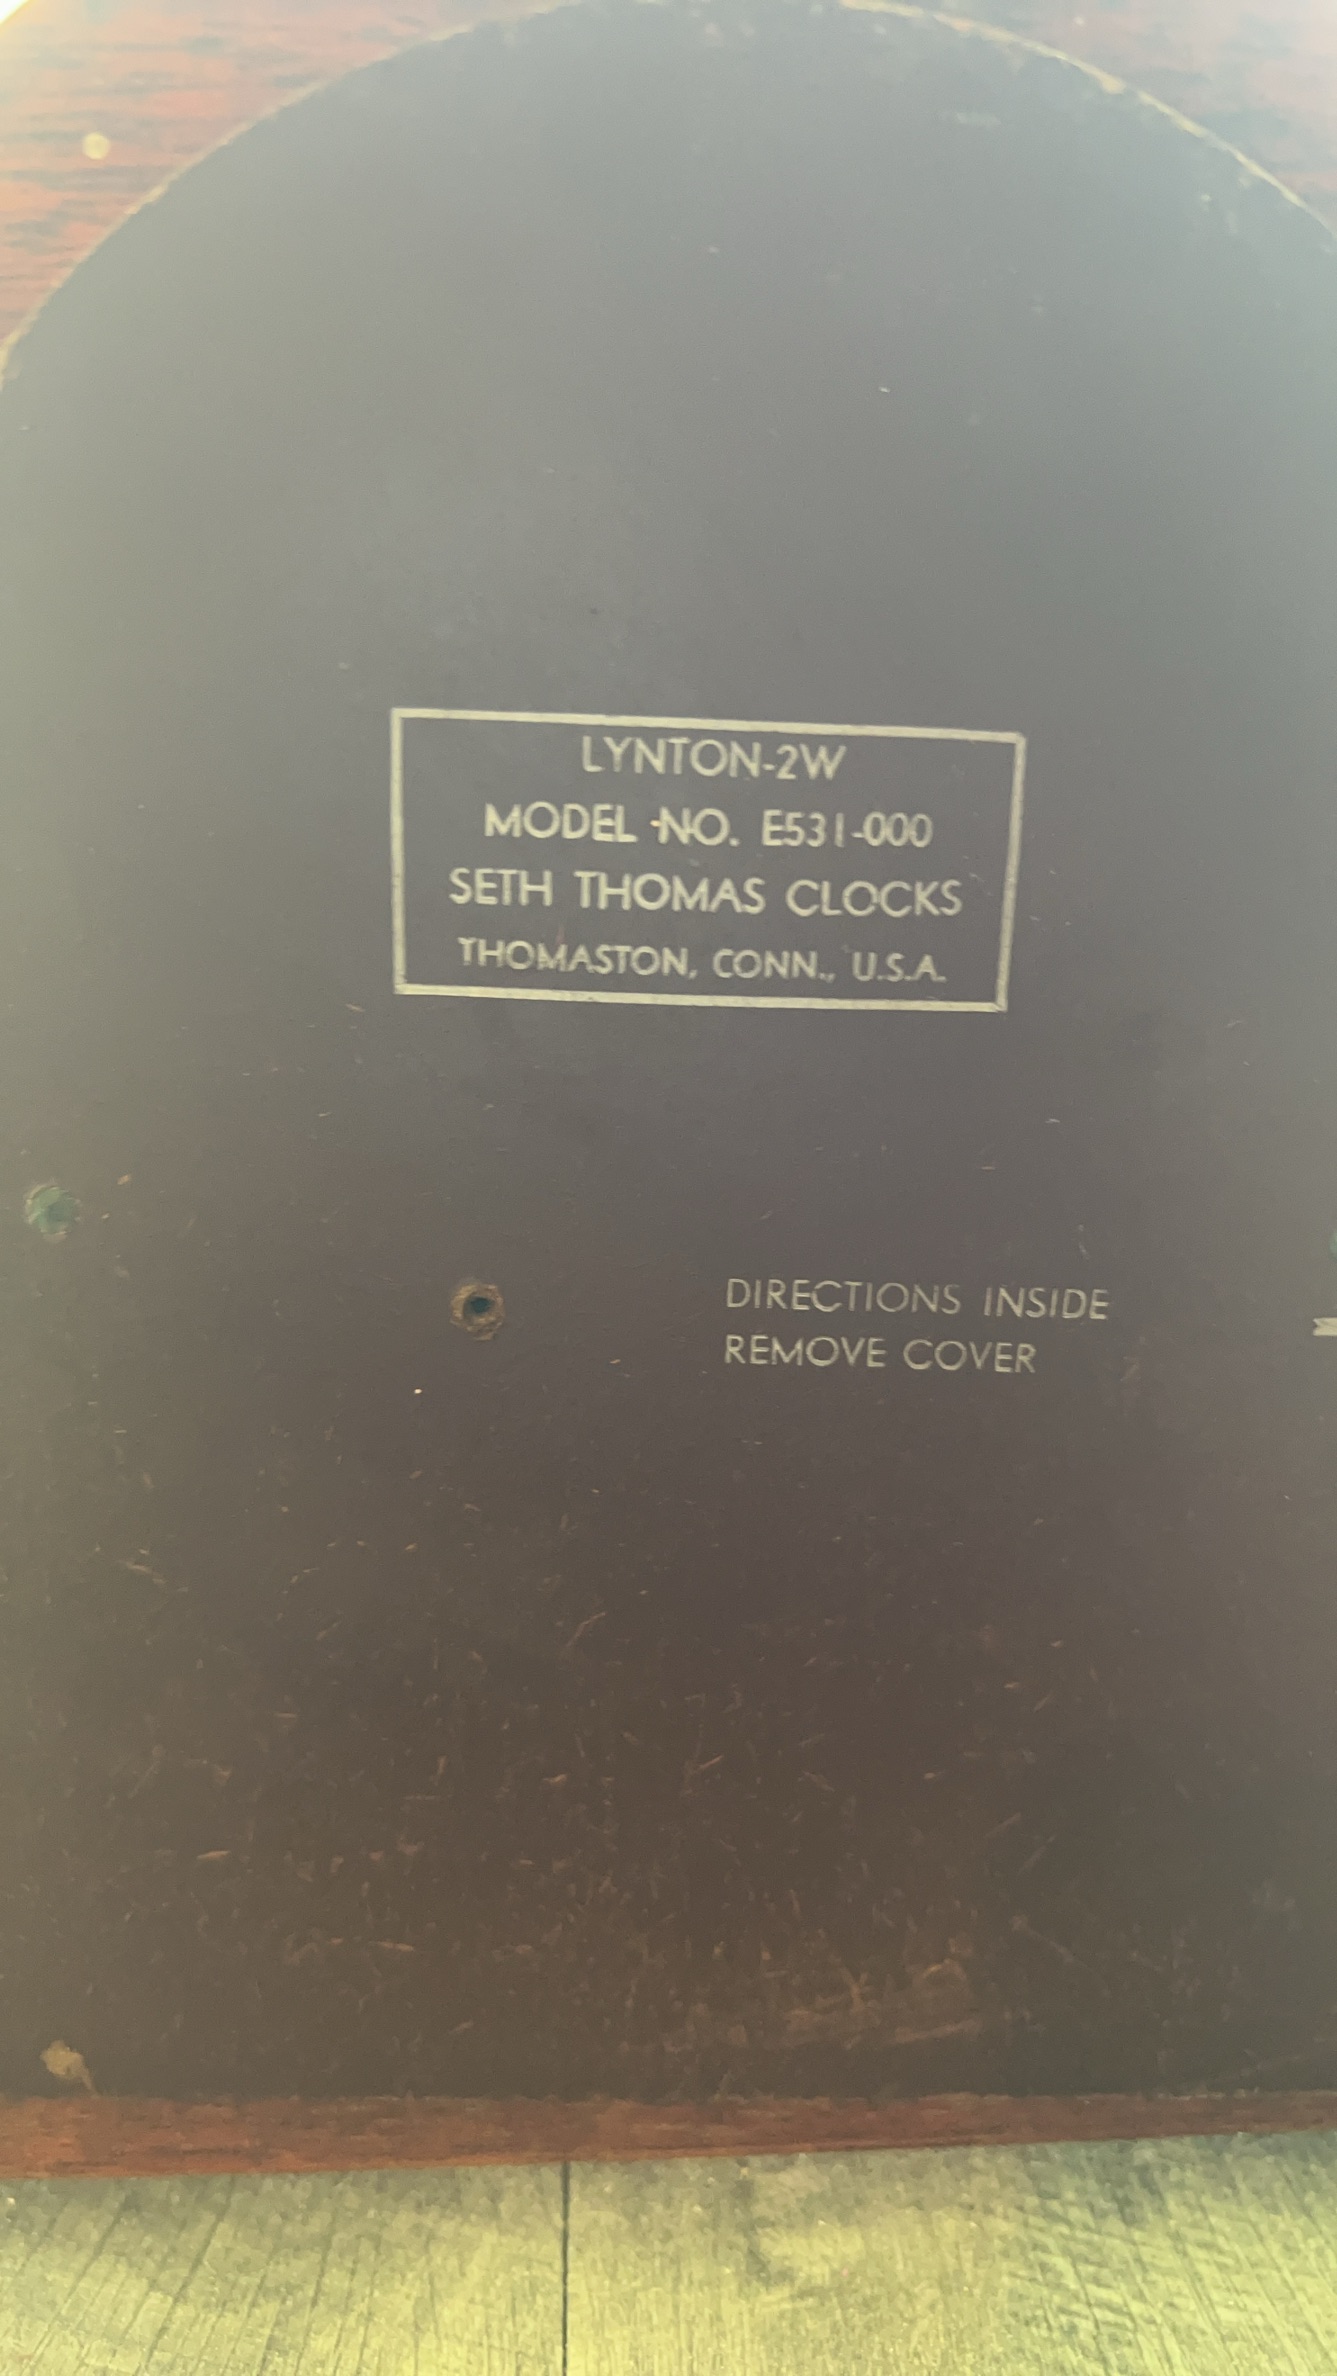 LYNTON-2W
MODEL NO. E531-000
SETH THOMAS CLOCKS
THOMASTON, CONN., U.S.A.
DIRECTIONS INSIDE
REMOVE COVER